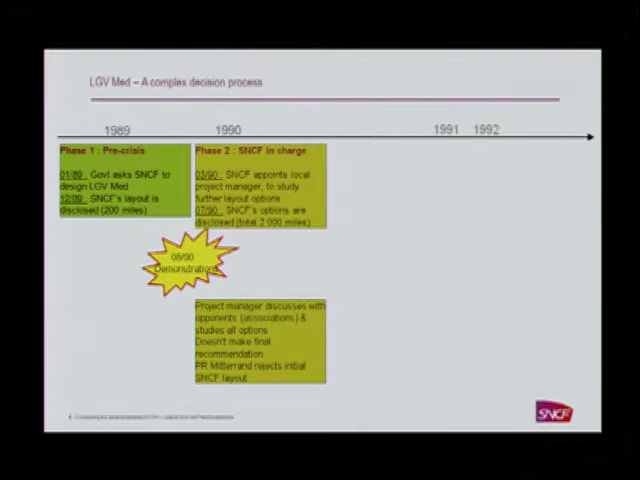 LGV Med – A complex decision process
1989
1990
1991
1992
Phase 1 : Pre-crisis
01/89 : Govt asks SNCF to
design LGV Med
12/89 : SNCF's layout is
disclosed (200 miles)
Phase 2 : SNCF in charge
03/90 : SNCF appoints local
project manager, to study
further layout options
07/90 : SNCF's options are
disclosed (total 2 000 miles)
08/90
Demonstrations
Project manager discusses with
opponents (associations) &
studies all options
Doesn't make final
recommendation
PR Mitterrand rejects initial
SNCF layout
SNCF